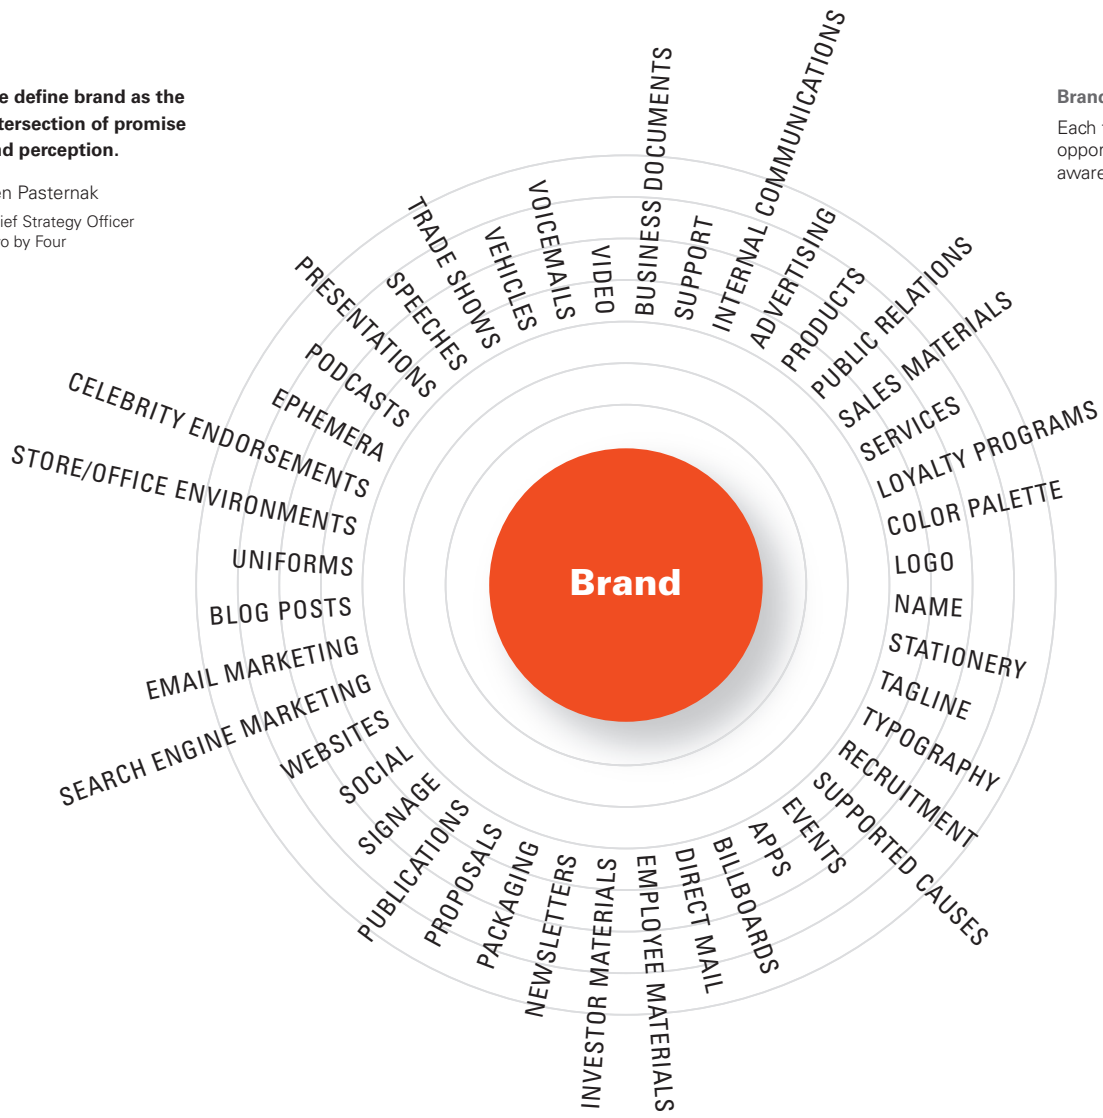 e define brand as the
tersection of promise
nd perception.
en Pasternak
ief Strategy Officer
o by Four
Brand
Each
oppor
aware
BUSINESS DOCUMENTS
SUPPORT
INTERNAL COMMUNICATIONS
ADVERTISING
PRODUCTS
PUBLIC RELATIONS
SALES MATERIALS
SERVICES
LOYALTY PROGRAMS
COLOR PALETTE
LOGO
NAME
STATIONERY
TAGLINE
TYPOGRAPHY
RECRUITMENT
SUPPORTED CAUSES
EVENTS
APPS
BILLBOARDS
DIRECT MAIL
EMPLOYEE MATERIALS
INVESTOR MATERIALS
NEWSLETTERS
PACKAGING
PROPOSALS
PUBLICATIONS
SIGNAGE
SOCIAL
WEBSITES
SEARCH ENGINE MARKETING
EMAIL MARKETING
BLOG POSTS
UNIFORMS
STORE/OFFICE ENVIRONMENTS
CELEBRITY ENDORSEMENTS
EPHEMERA
PODCASTS
PRESENTATIONS
SPEECHES
TRADE SHOWS
VEHICLES
VOICEMAILS
VIDEO
Brand